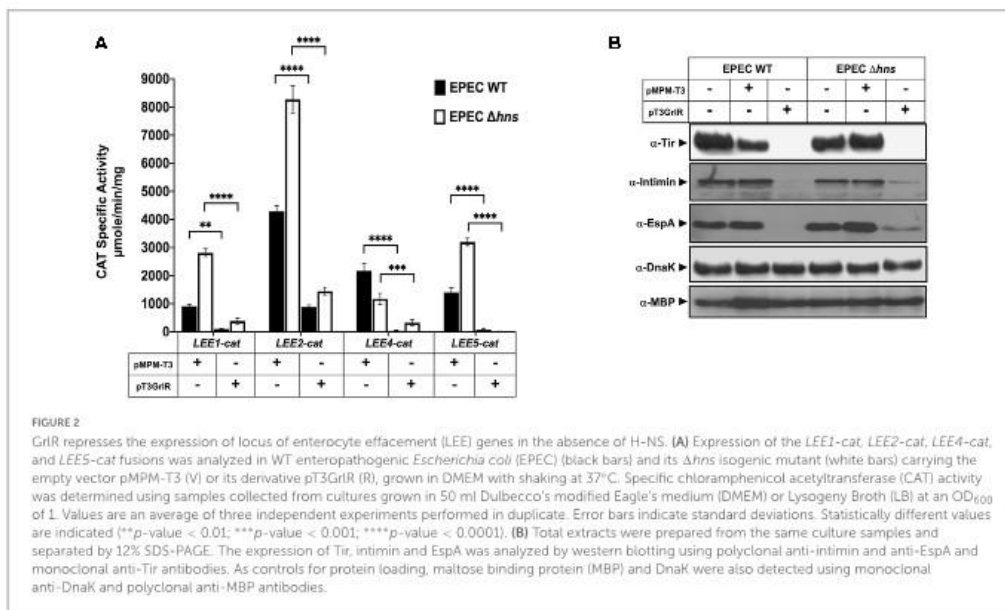 A
B
**** ****
**** ****
9000
8000
7000
6000
5000
4000
3000
2000
1000
0
CAT Specific Activity
µmole/min/mg
EPEC WT
EPEC Δhns
****
**
****
***
****
****
LEE1-cat LEE2-cat LEE4-cat LEE5-cat
pMPM-T3 + - + - + - + -
pT3GrlR - + - + - + - +
EPEC WT EPEC Δhns
pMPM-T3 - + - - + -
pT3GrlR - - + - - +
α-Tir
α-Intimin
α-EspA
α-DnaK
α-MBP
FIGURE 2
GrlR represses the expression of locus of enterocyte effacement (LEE) genes in the absence of H-NS. (A) Expression of the LEE1-cat, LEE2-cat, LEE4-cat,
and LEE5-cat fusions was analyzed in WT enteropathogenic Escherichia coli (EPEC) (black bars) and its Δhns isogenic mutant (white bars) carrying the
empty vector pMPM-T3 (V) or its derivative pT3GrlR (R), grown in DMEM with shaking at 37°C. Specific chloramphenicol acetyltransferase (CAT) activity
was determined using samples collected from cultures grown in 50 ml Dulbecco's modified Eagle's medium (DMEM) or Lysogeny Broth (LB) at an OD600
of 1. Values are an average of three independent experiments performed in duplicate. Error bars indicate standard deviations. Statistically different values
are indicated (**p-value < 0.01; ***p-value < 0.001; ****p-value < 0.0001). (B) Total extracts were prepared from the same culture samples and
separated by 12% SDS-PAGE. The expression of Tir, intimin and EspA was analyzed by western blotting using polyclonal anti-intimin and anti-EspA and
monoclonal anti-Tir antibodies. As controls for protein loading, maltose binding protein (MBP) and DnaK were also detected using monoclonal
anti-DnaK and polyclonal anti-MBP antibodies.